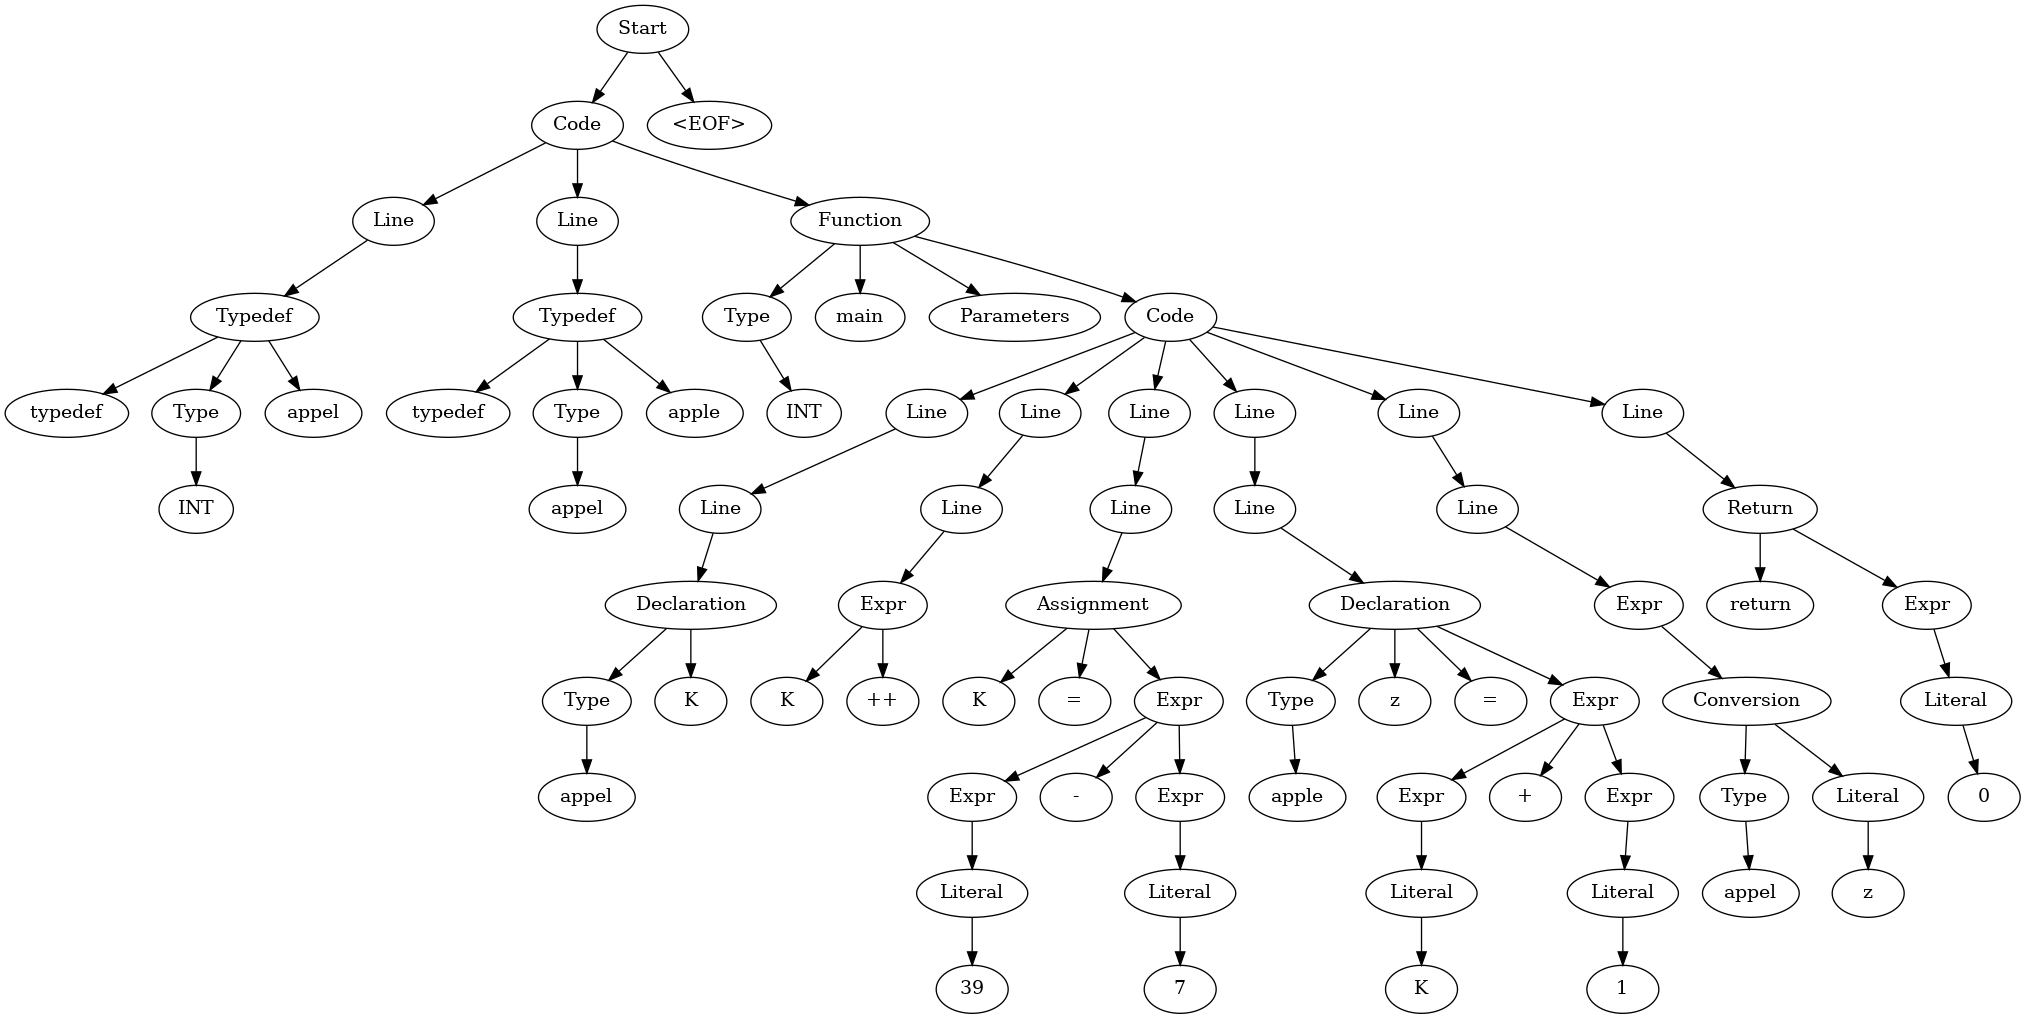 Start
Code <EOF>
Line Line Function
Typedef Typedef Type main Parameters Code
typedef Type appel typedef Type apple INT Line Line Line Line Line Line
INT appel Line Line Line Line Line Return
Declaration Expr Assignment Declaration Expr return Expr
Type K K ++ K = Expr Type z = Expr Conversion Literal
appel Expr - Expr apple Expr + Expr Type Literal 0
Literal Literal Literal Literal appel z
39 7 K 1